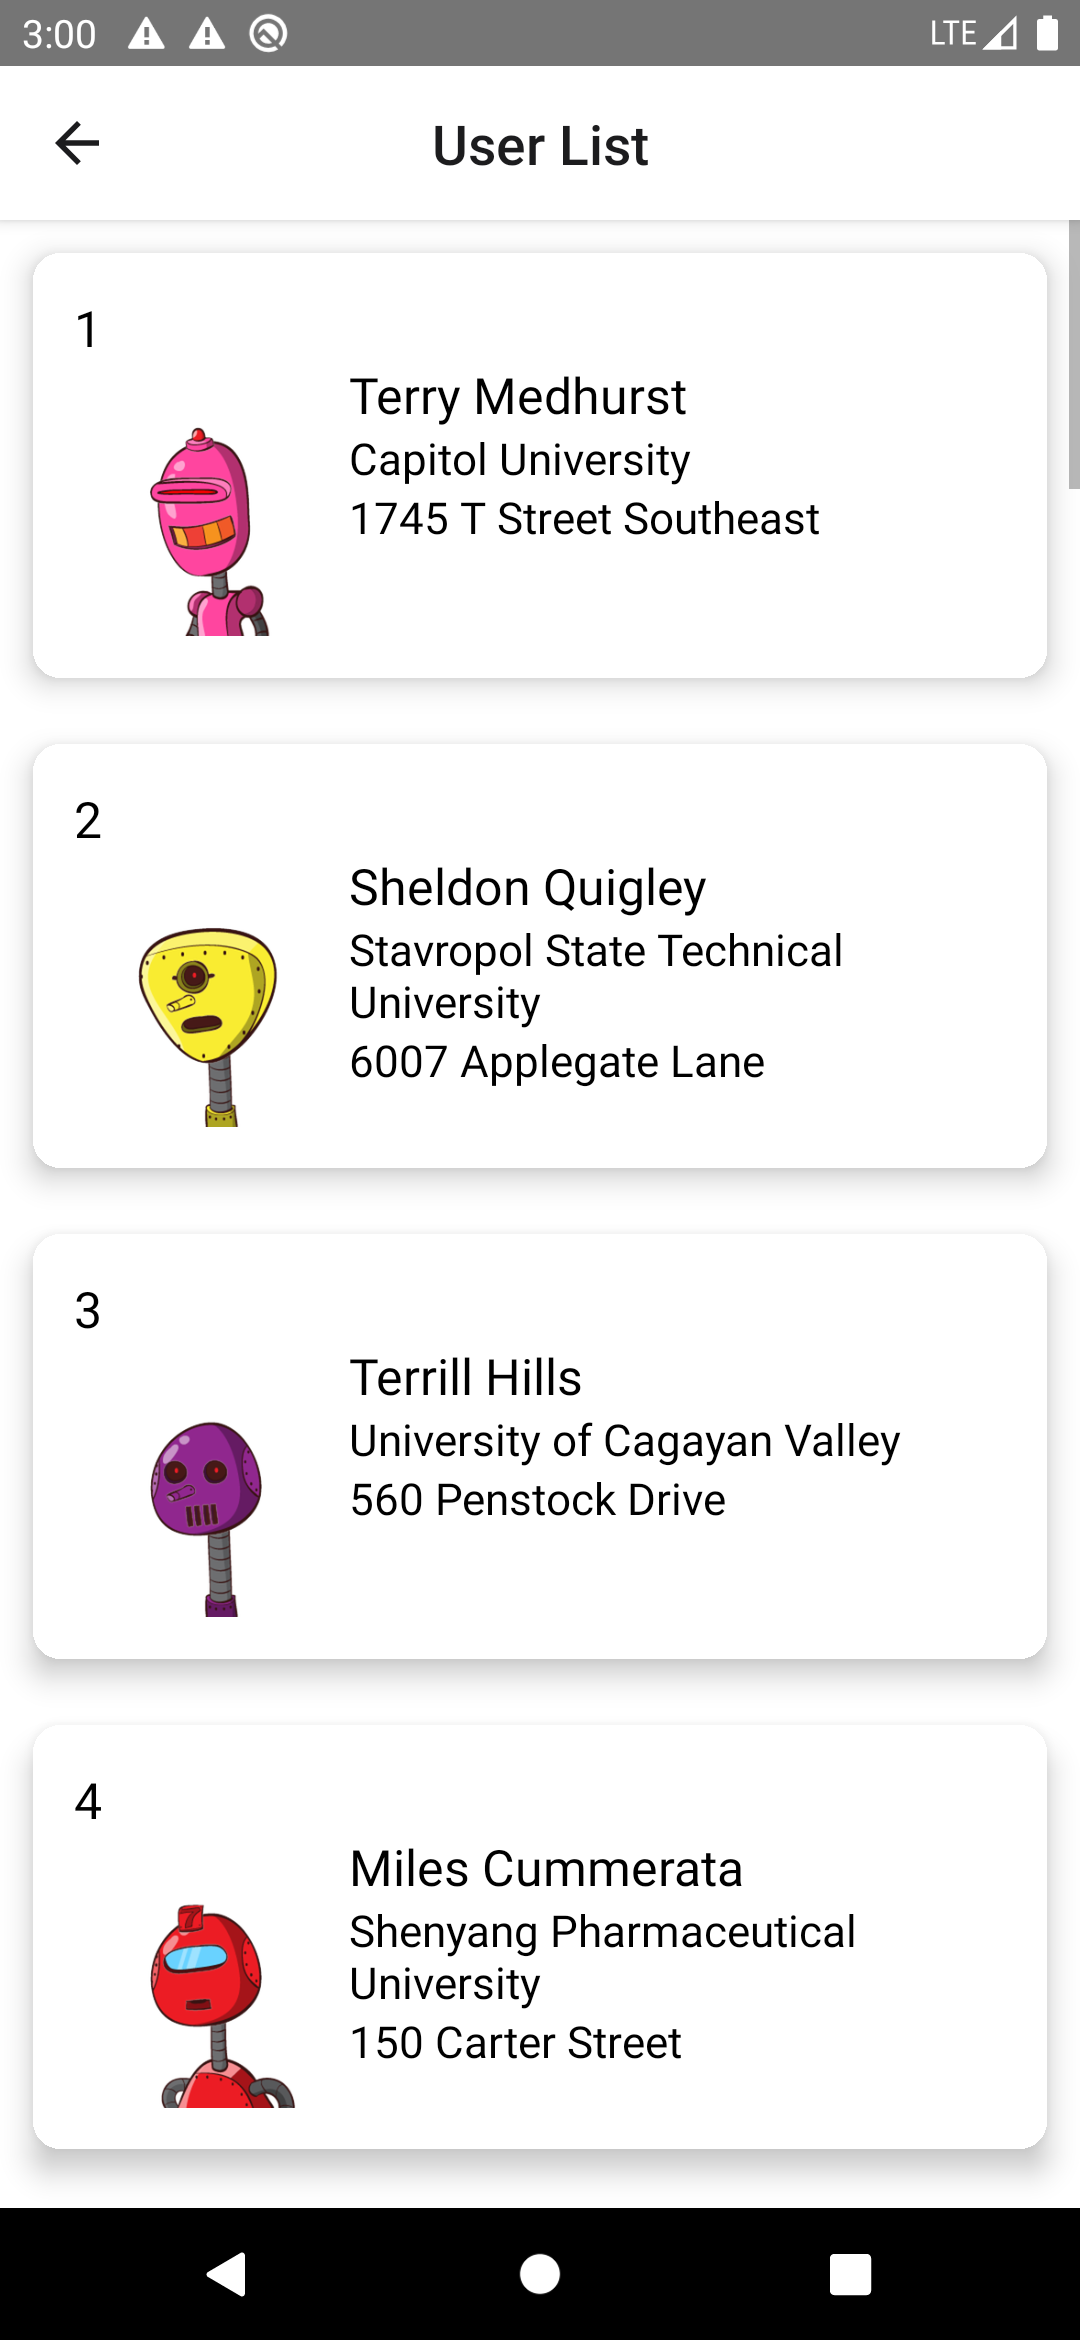 3:00
LTE
User List
1
Terry Medhurst
Capitol University
1745 T Street Southeast
2
Sheldon Quigley
Stavropol State Technical
University
6007 Applegate Lane
3
Terrill Hills
University of Cagayan Valley
560 Penstock Drive
4
Miles Cummerata
7
Shenyang Pharmaceutical
University
150 Carter Street